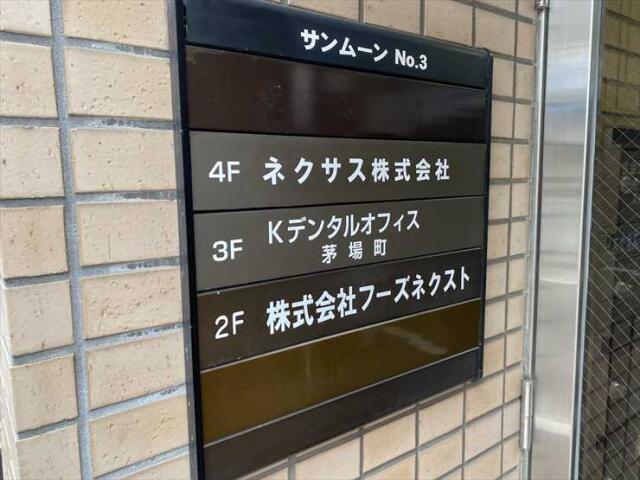 サンムーン No.3
4F ネクサス株式会社
3F Kデンタルオフィス
茅場町
2F 株式会社フーズネクスト